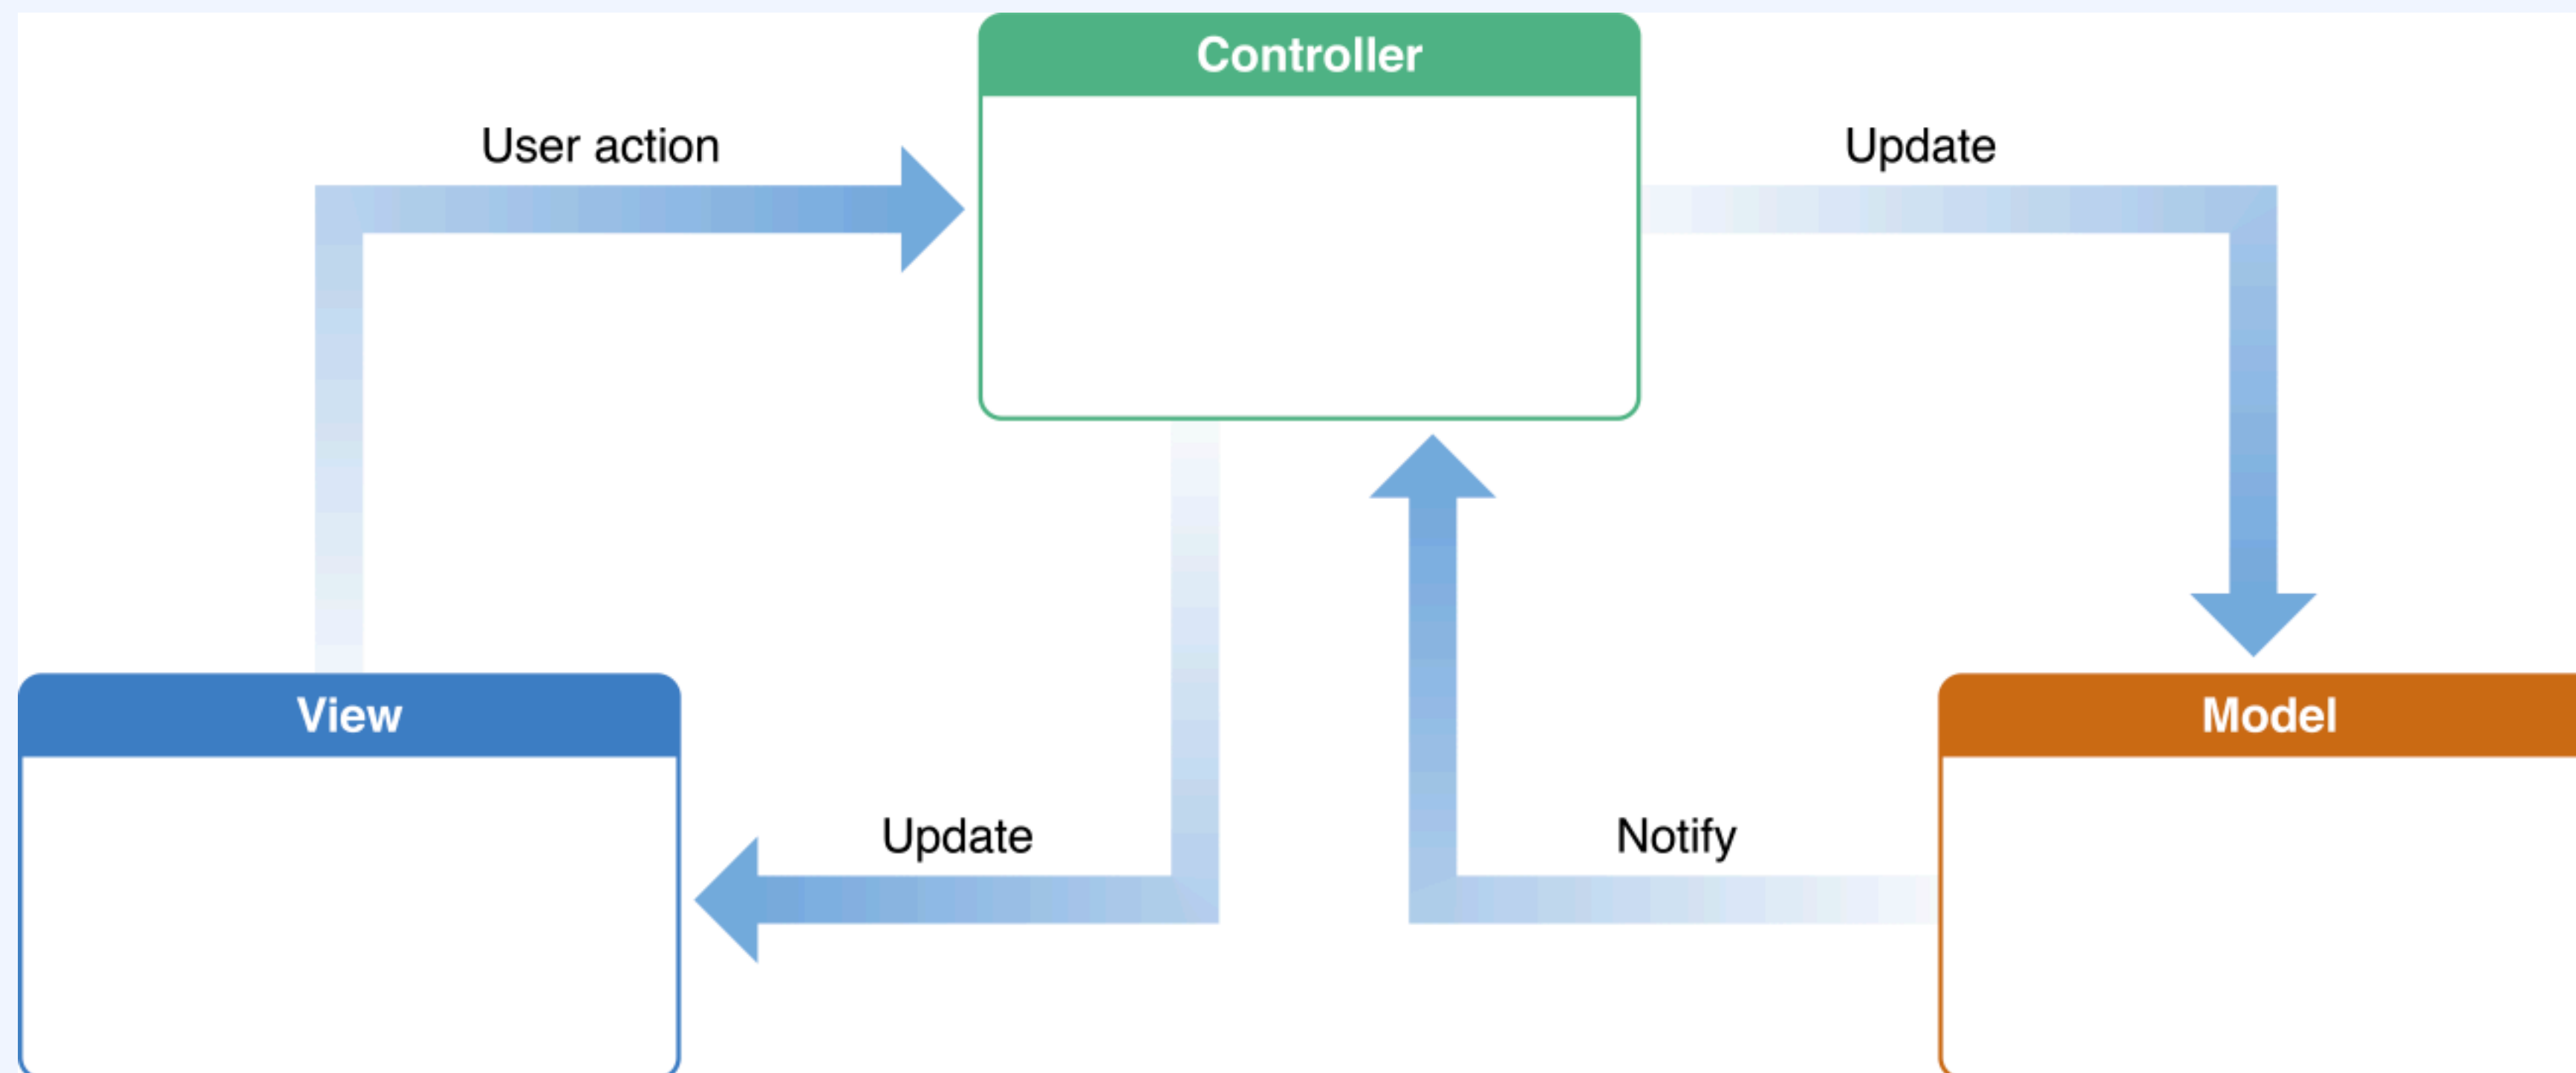 Controller
User action
Update
View
Model
Update
Notify